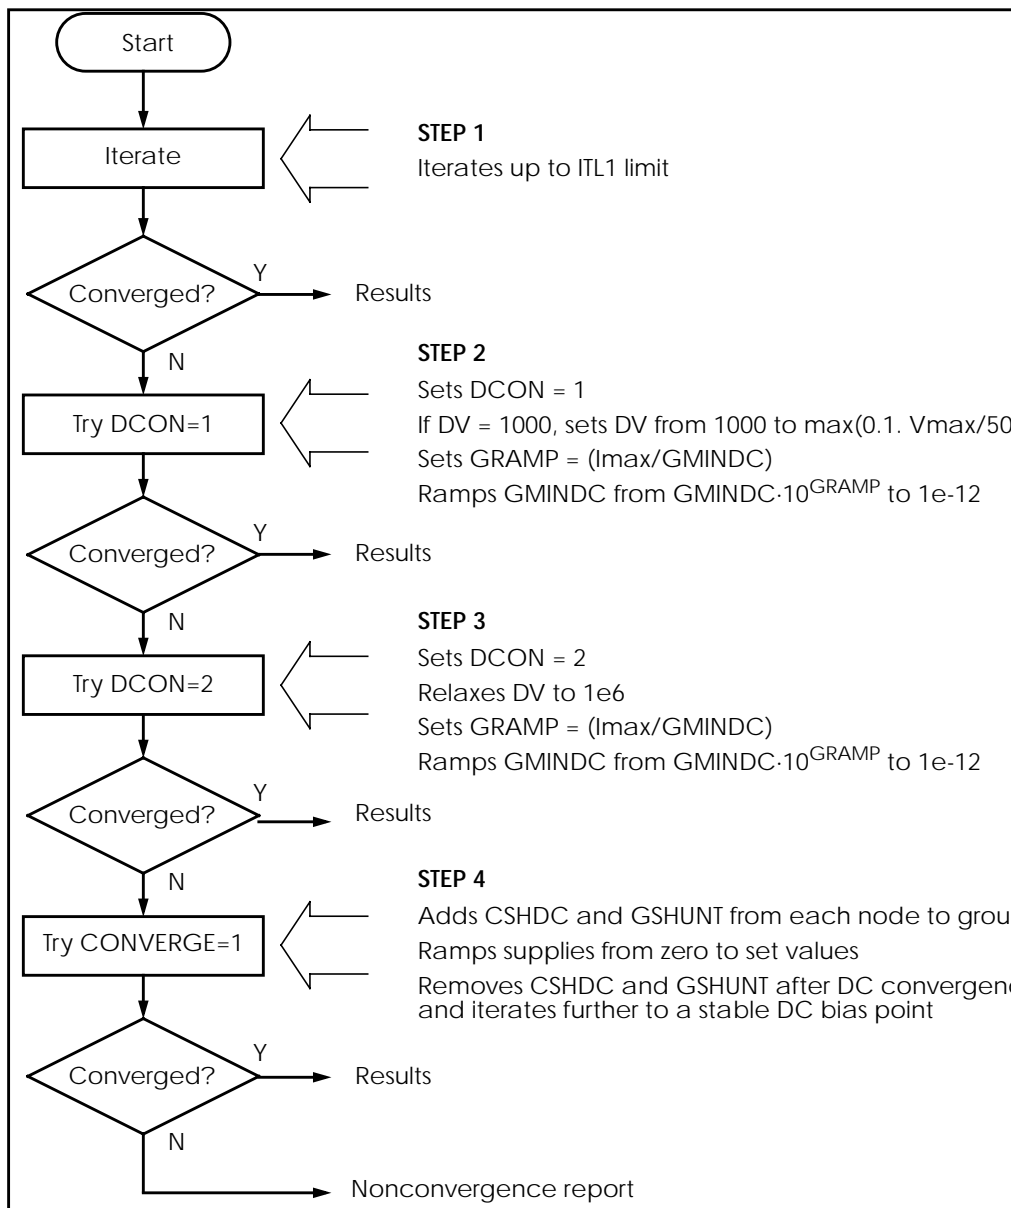 Start
Iterate
STEP 1
Iterates up to ITL1 limit
Converged?
Y
Results
N
STEP 2
Try DCON=1
Sets DCON = 1
If DV = 1000, sets DV from 1000 to max(0.1. Vmax/50
Sets GRAMP = (Imax/GMINDC)
Ramps GMINDC from GMINDC·10^GRAMP to 1e-12
Converged?
Y
Results
N
STEP 3
Try DCON=2
Sets DCON = 2
Relaxes DV to 1e6
Sets GRAMP = (Imax/GMINDC)
Ramps GMINDC from GMINDC·10^GRAMP to 1e-12
Converged?
Y
Results
N
STEP 4
Try CONVERGE=1
Adds CSHDC and GSHUNT from each node to grou
Ramps supplies from zero to set values
Removes CSHDC and GSHUNT after DC convergenc
and iterates further to a stable DC bias point
Converged?
Y
Results
N
Nonconvergence report